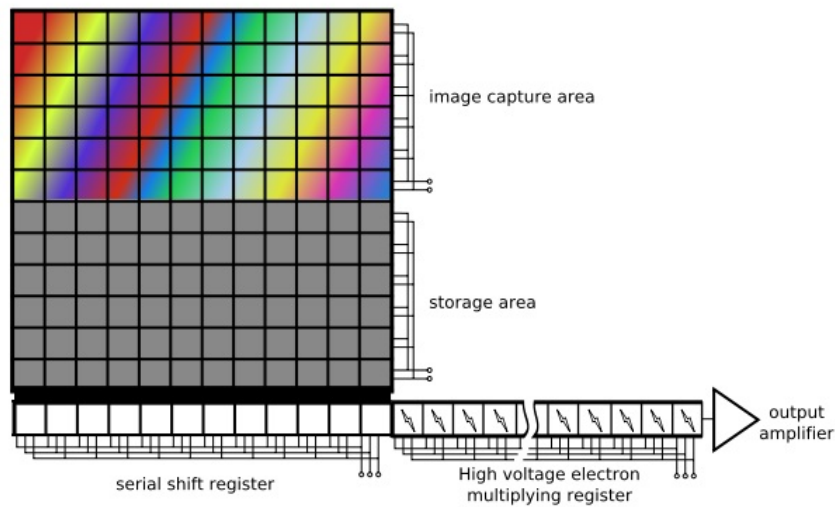 image capture area
storage area
output
amplifier
serial shift register
High voltage electron
multiplying register